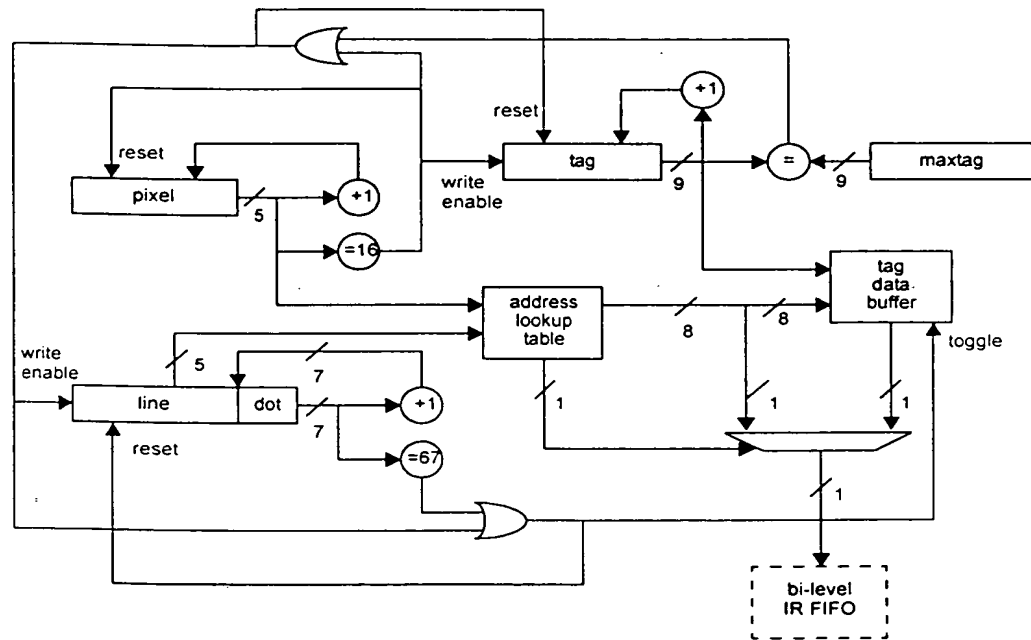 reset
+1
reset
tag
9
=
9
maxtag
write
enable
pixel
5
+1
=16
address
lookup
table
8
8
tag
data
buffer
toggle
write
enable
5
7
line
dot
7
+1
1
1
1
reset
=67
1
bi-level
IR FIFO